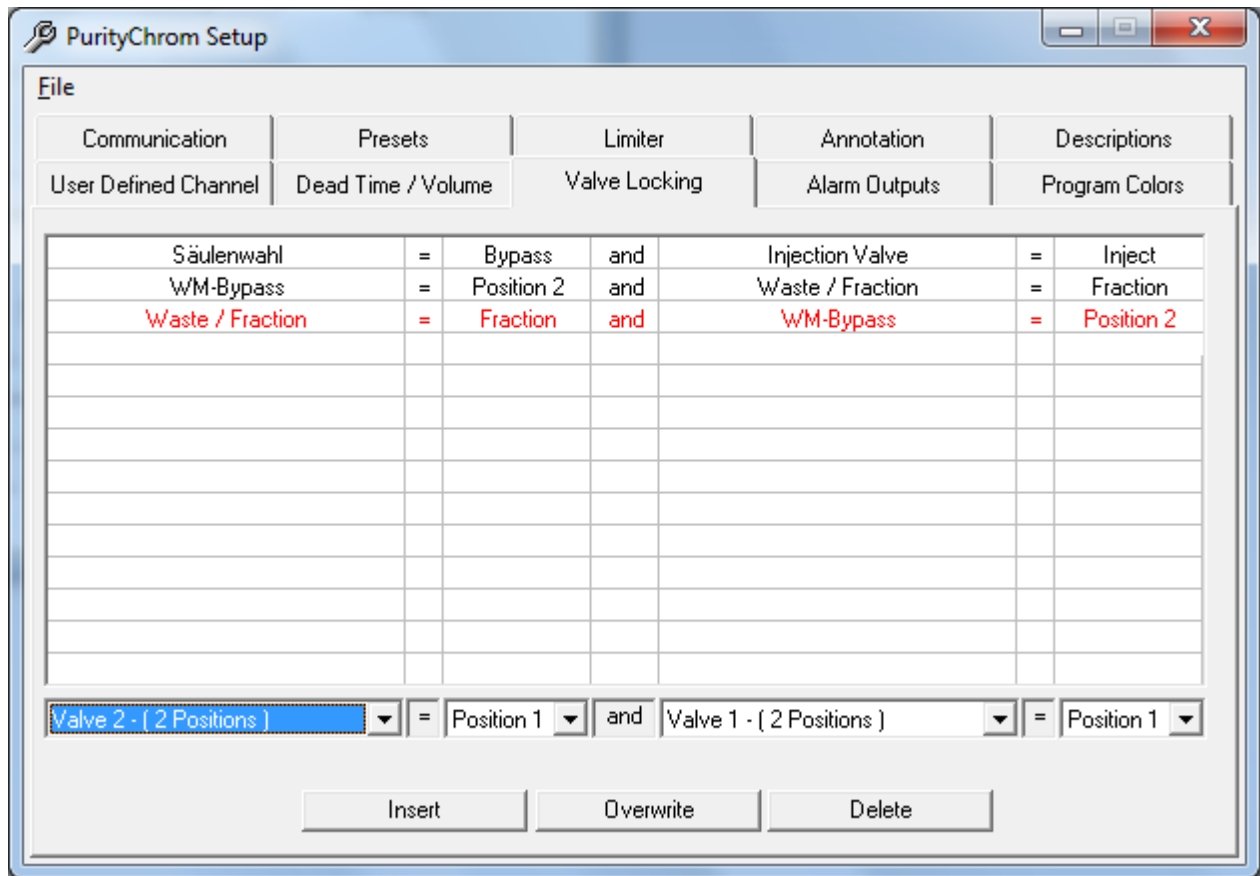 PurityChrom Setup
File
Communication Presets Limiter Annotation Descriptions
User Defined Channel Dead Time / Volume Valve Locking Alarm Outputs Program Colors
Säulenwahl = Bypass and Injection Valve = Inject
WM-Bypass = Position 2 and Waste / Fraction = Fraction
Waste / Fraction = Fraction and WM-Bypass = Position 2
Valve 2 - ( 2 Positions ) = Position 1 and Valve 1 - ( 2 Positions ) = Position 1
Insert Overwrite Delete